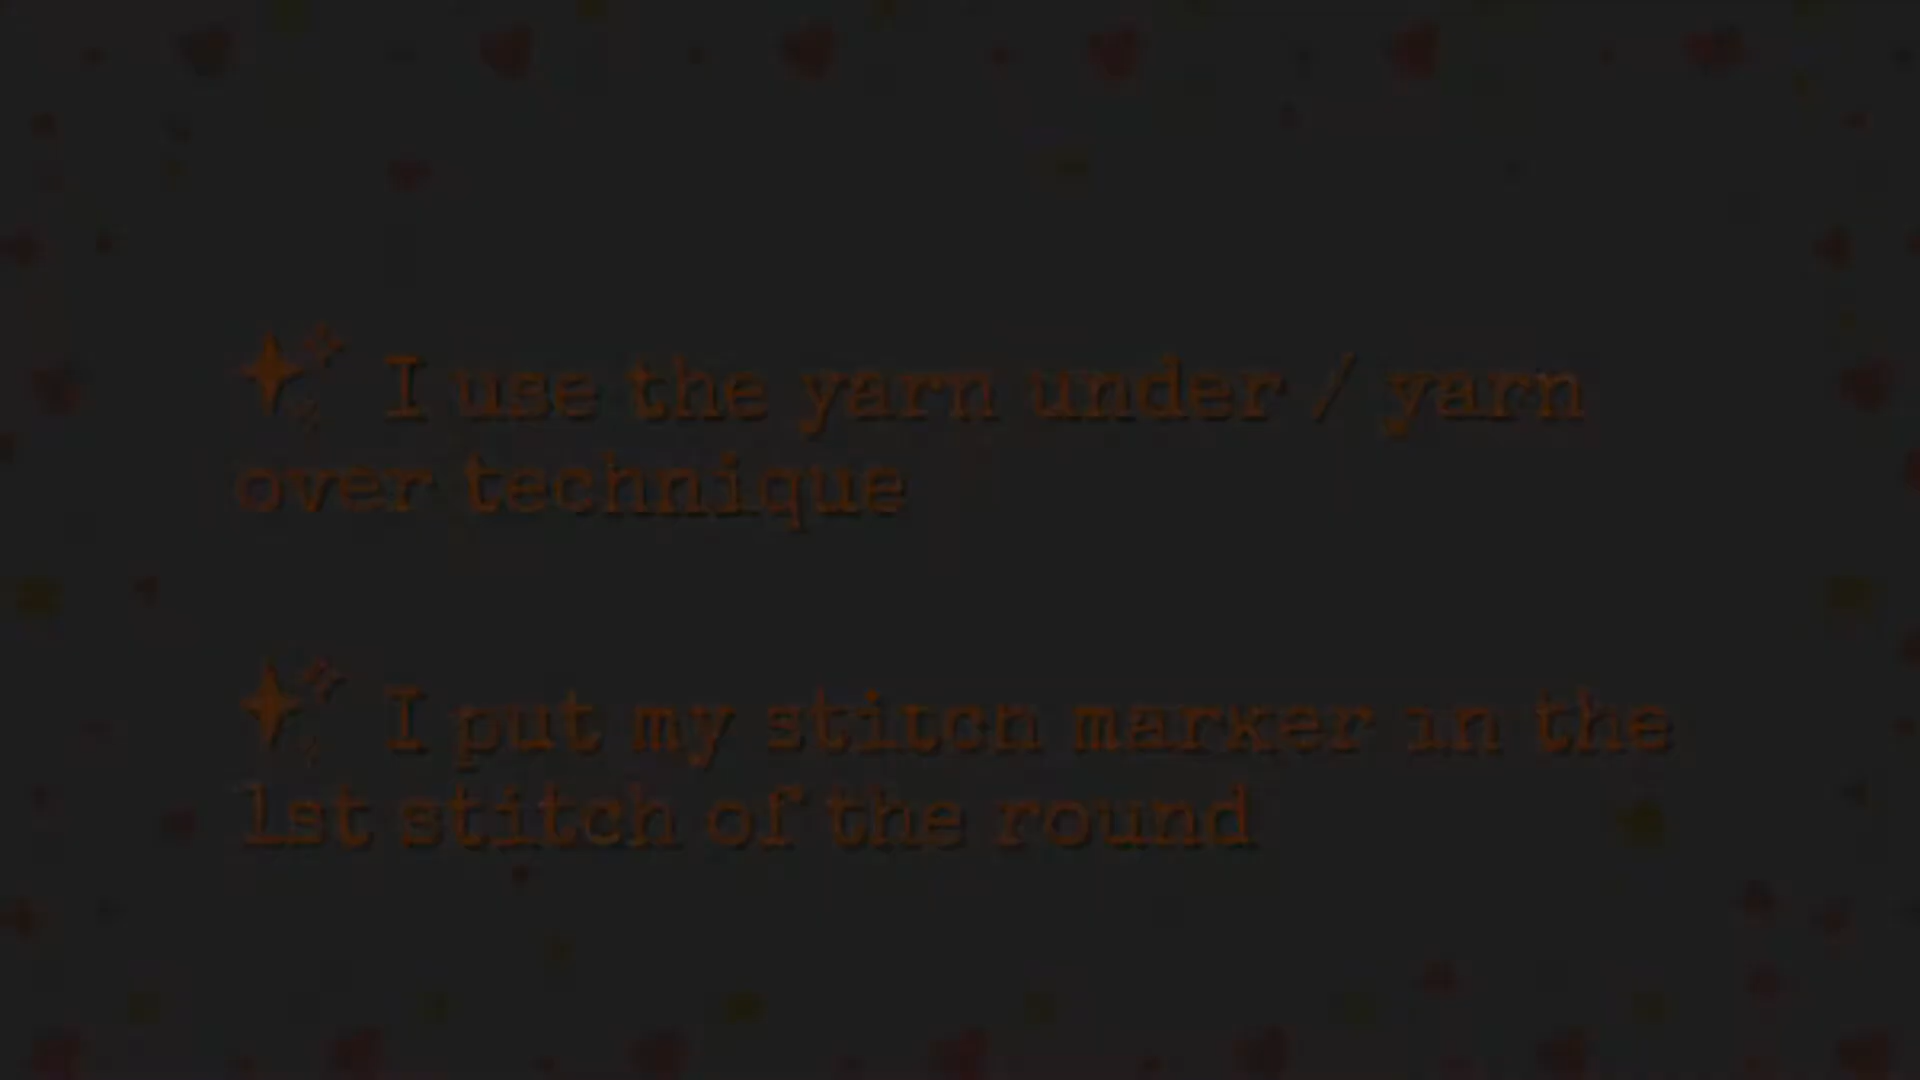 ✨ I use the yarn under / yarn
over technique
✨ I put my stitch marker in the
1st stitch of the round